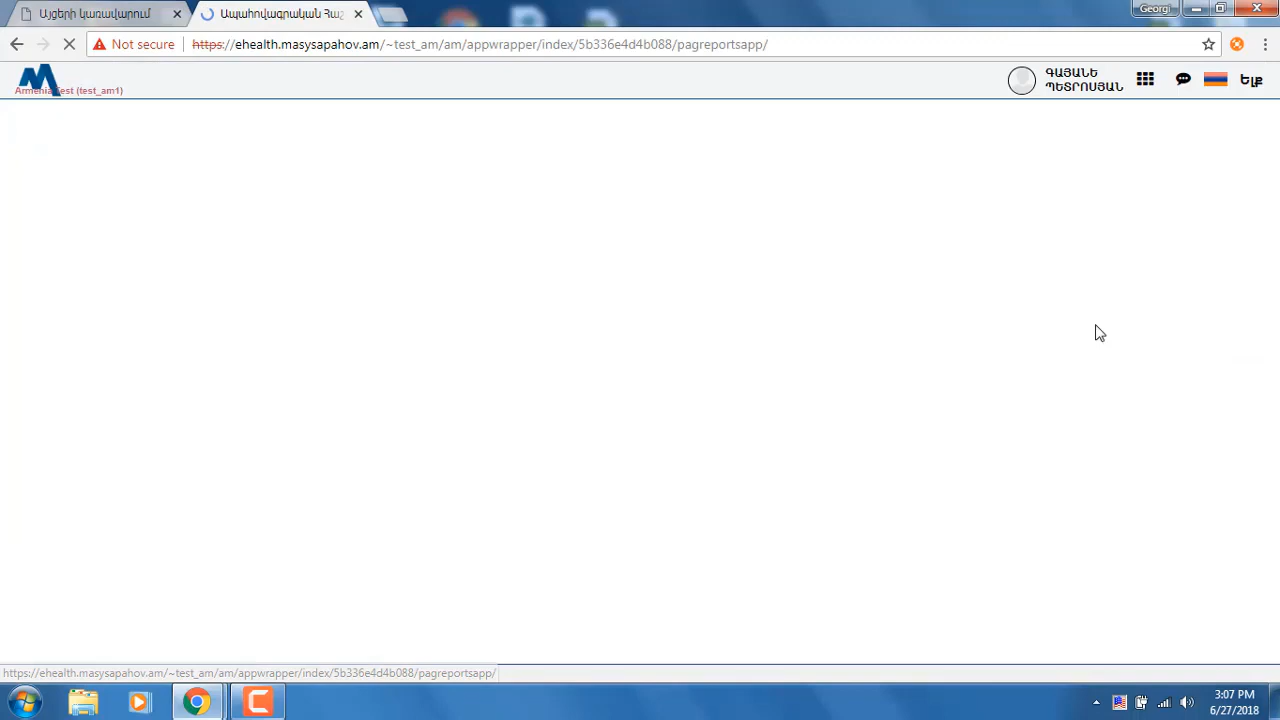 Այցերի կառավարում
Ապահովագրական Հաշ
Georgi
Not secure
https://ehealth.masysapahov.am/~test_am/am/appwrapper/index/5b336e4d4b088/pagreportsapp/
Armenia Test (test_am1)
ԳԱՅԱՆԵ
ՊԵՏՐՈՍՅԱՆ
Ելք
https://ehealth.masysapahov.am/~test_am/am/appwrapper/index/5b336e4d4b088/pagreportsapp/
3:07 PM
6/27/2018